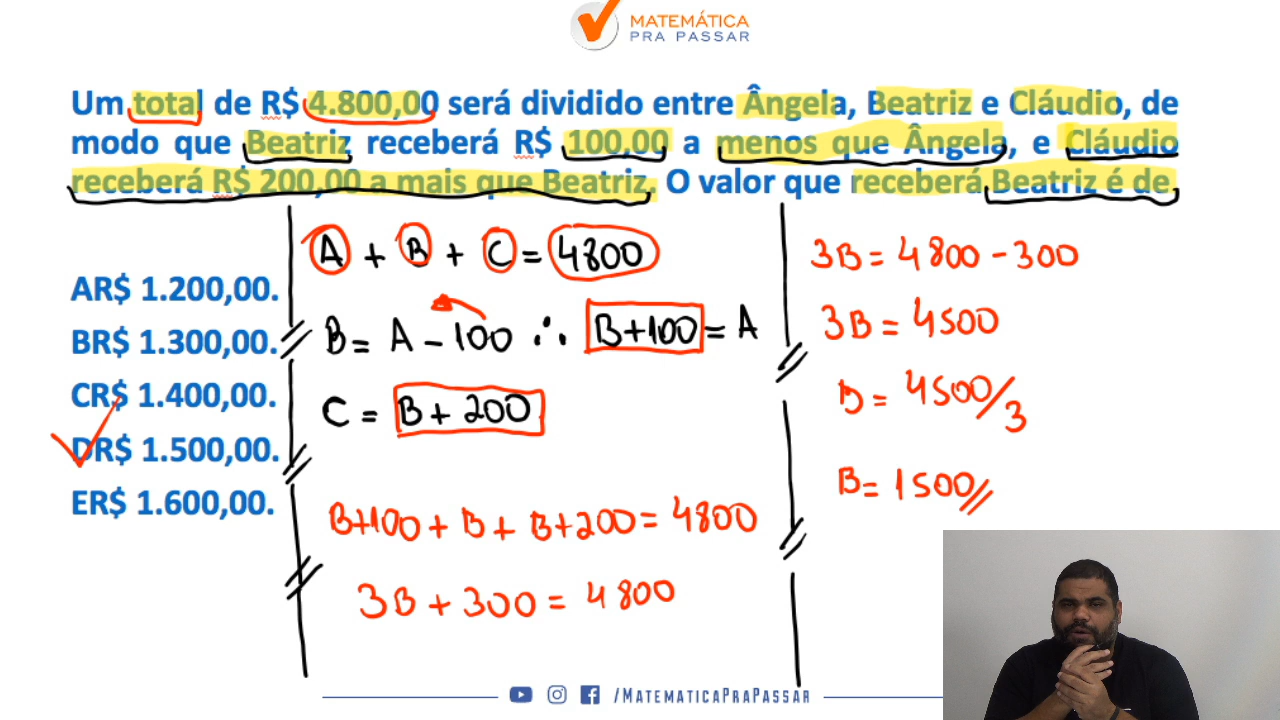 MATEMÁTICA
PRA PASSAR
Um total de R$ 4.800,00 será dividido entre Ângela, Beatriz e Cláudio, de
modo que Beatriz receberá R$ 100,00 a menos que Ângela, e Cláudio
receberá R$ 200,00 a mais que Beatriz. O valor que receberá Beatriz é de
AR$ 1.200,00.
BR$ 1.300,00.
CR$ 1.400,00.
DR$ 1.500,00.
ER$ 1.600,00.
A + B + C = 4800
B = A - 100 ∴ B+100 = A
C = B + 200
B+100 + B + B+200 = 4800
3B + 300 = 4800
3B = 4800 - 300
3B = 4500
B = 4500/3
B = 1500//
/MATEMATICAPRAPASSAR